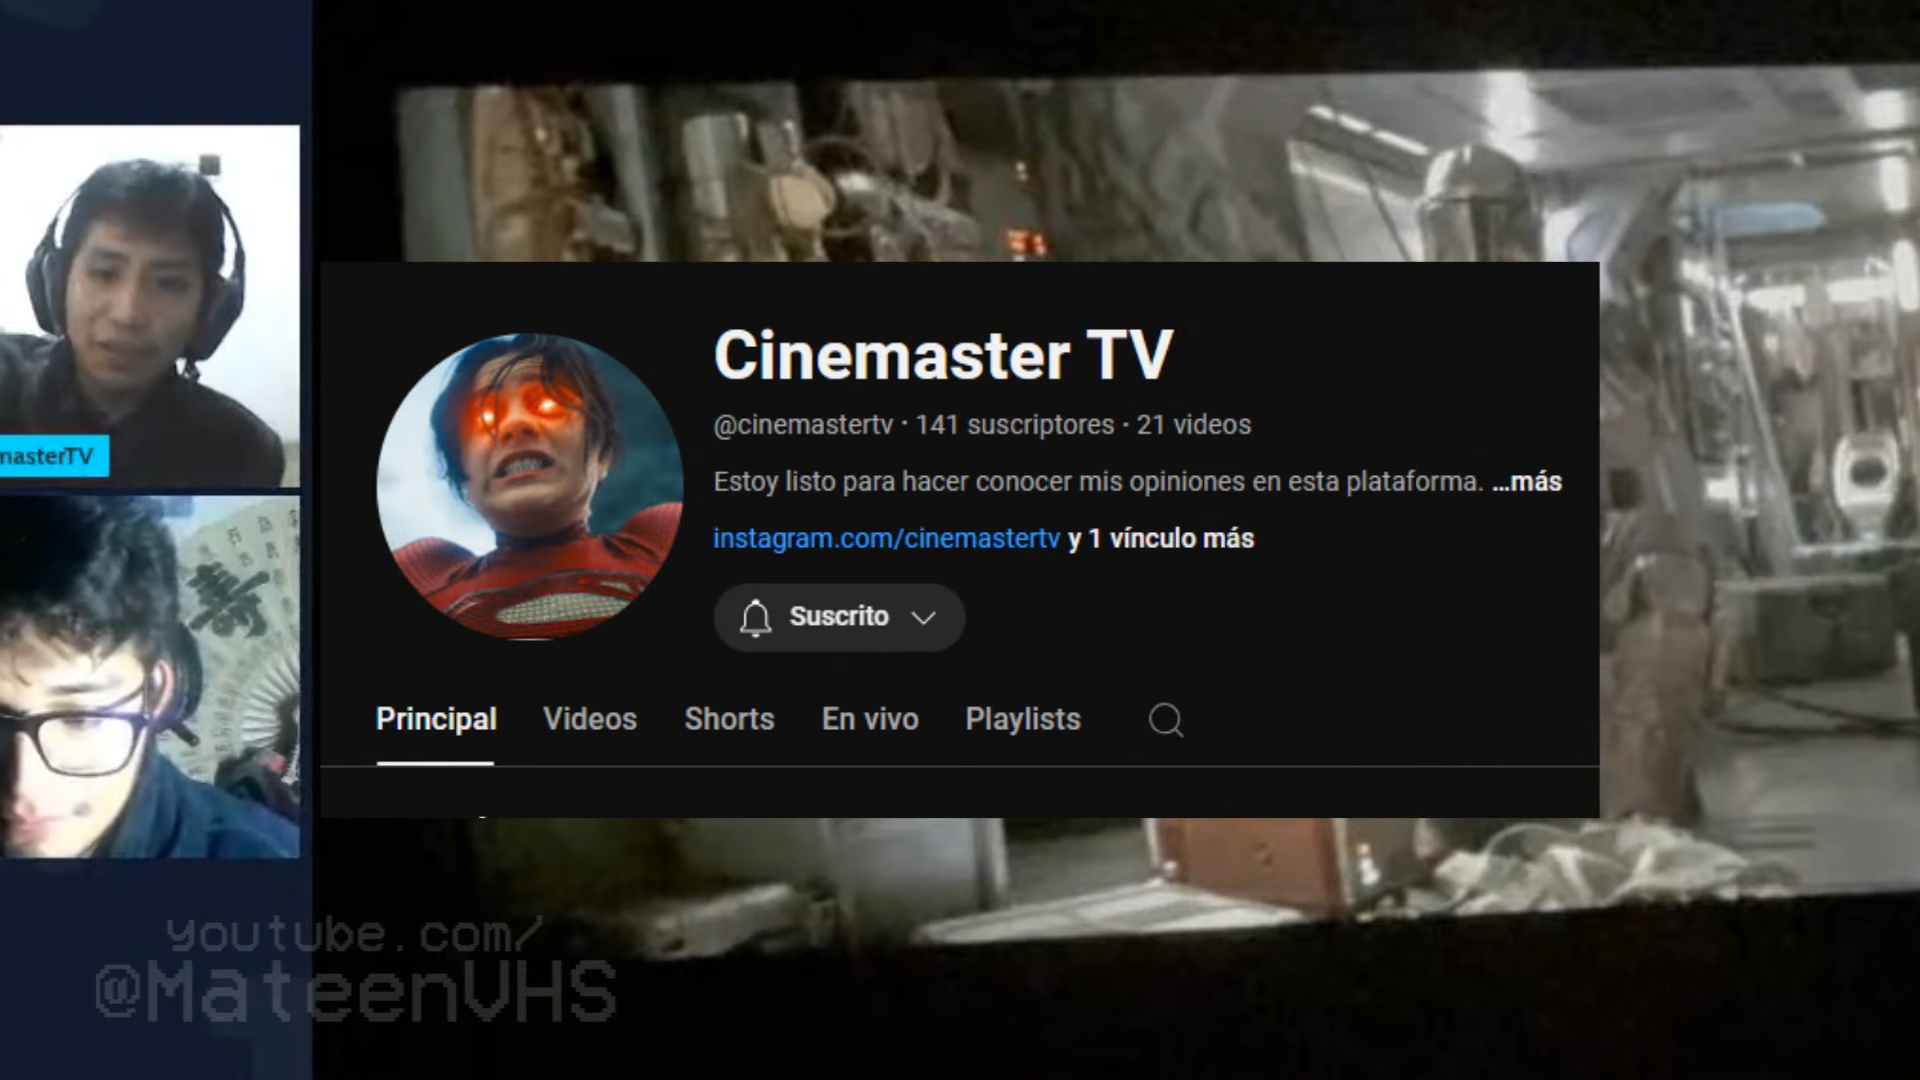 masterTV
寿
Cinemaster TV
@cinemastertv · 141 suscriptores · 21 videos
Estoy listo para hacer conocer mis opiniones en esta plataforma. ...más
instagram.com/cinemastertv y 1 vínculo más
Suscrito
Principal Videos Shorts En vivo Playlists
youtube.com/
@MateenVHS